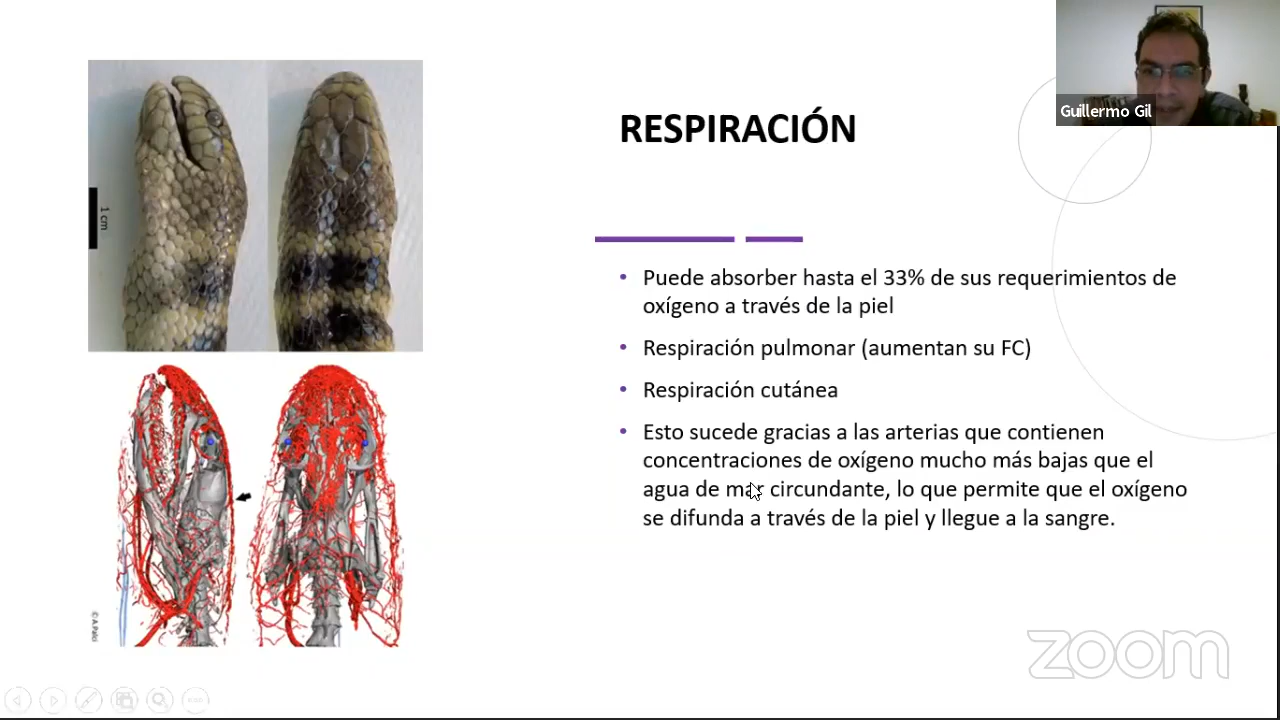 Guillermo Gil
RESPIRACIÓN
1 cm
• Puede absorber hasta el 33% de sus requerimientos de
oxígeno a través de la piel
• Respiración pulmonar (aumentan su FC)
• Respiración cutánea
• Esto sucede gracias a las arterias que contienen
concentraciones de oxígeno mucho más bajas que el
agua de mar circundante, lo que permite que el oxígeno
se difunda a través de la piel y llegue a la sangre.
© A.Palci
zoom